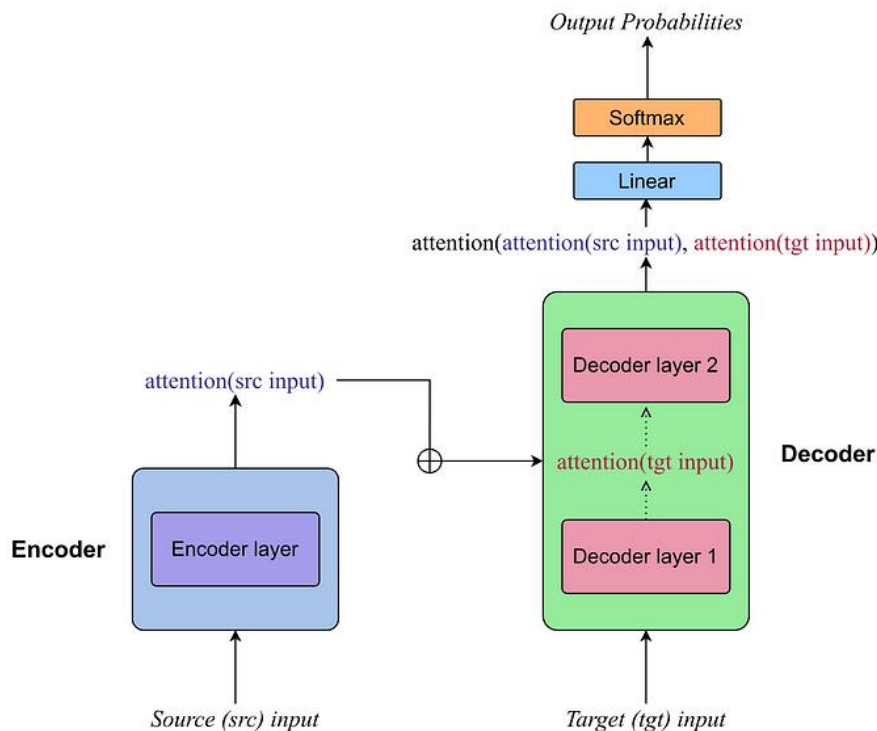 Output Probabilities
Softmax
Linear
attention(attention(src input), attention(tgt input))
Decoder layer 2
attention(src input)
attention(tgt input)
Decoder
Encoder
Encoder layer
Decoder layer 1
Source (src) input
Target (tgt) input